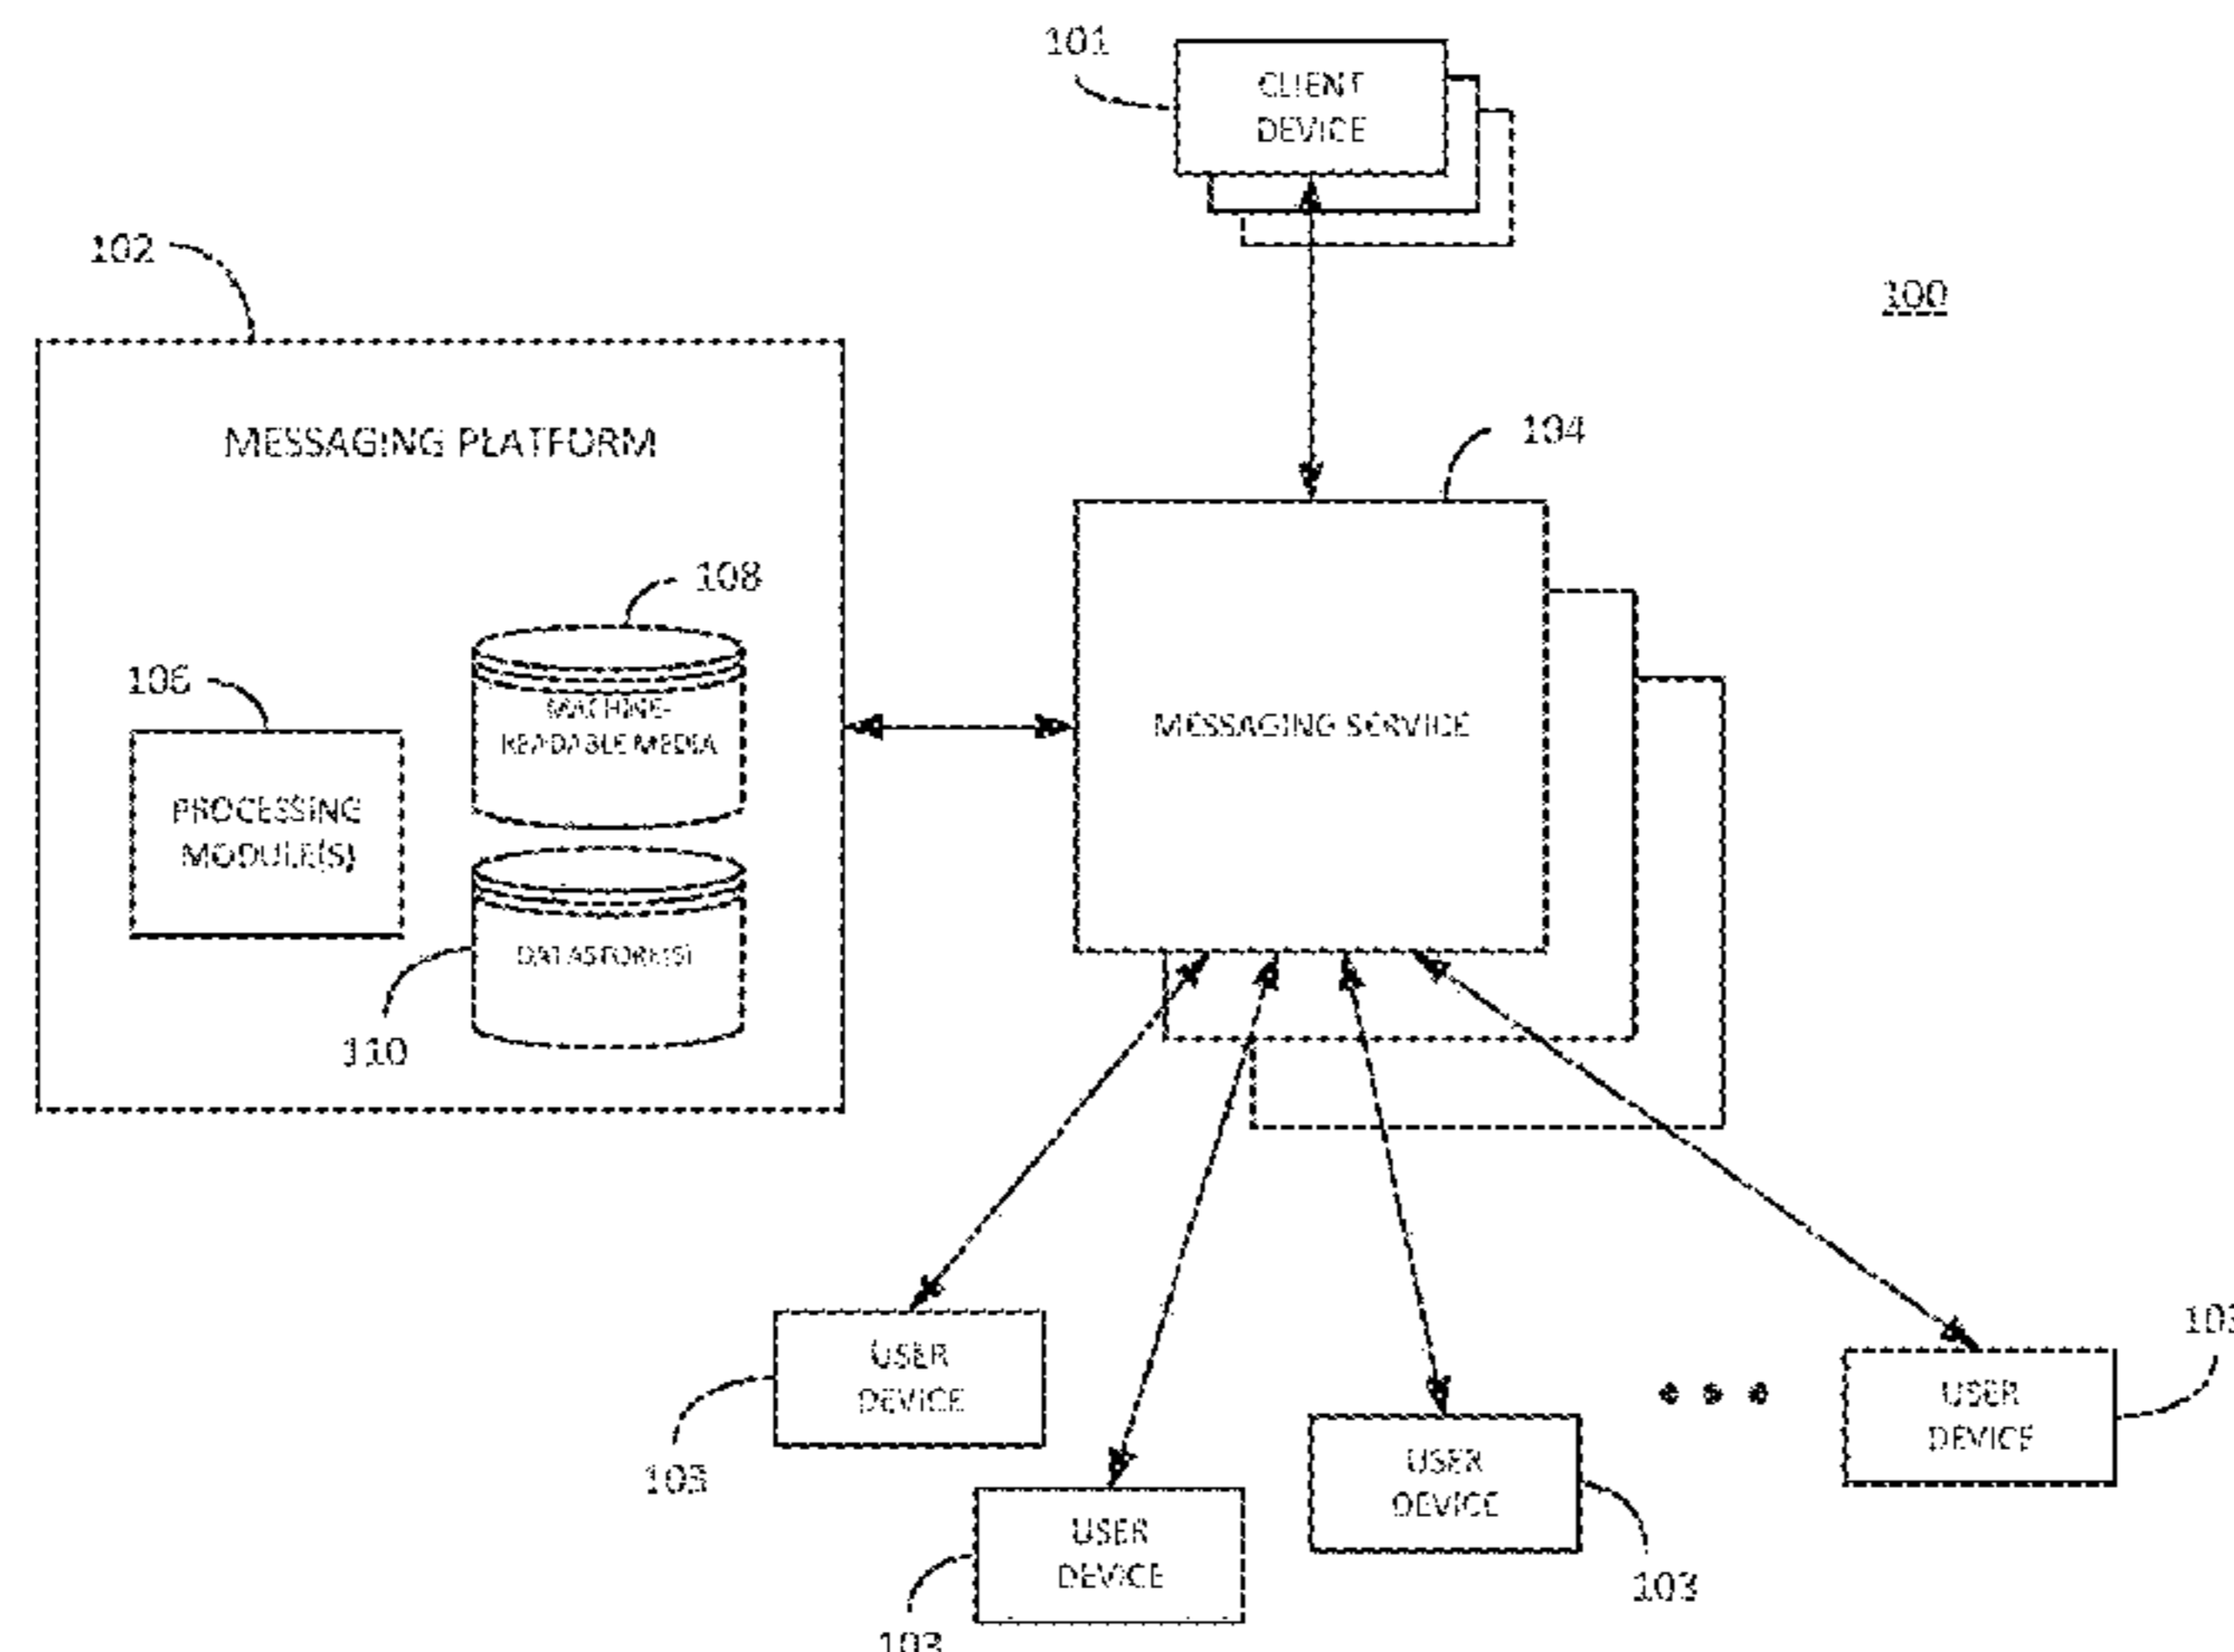 101
CLIENT
DEVICE
102
100
MESSAGING PLATFORM
104
108
106
MACHINE-
READABLE MEDIA
MESSAGING SERVICE
PROCESSING
MODULE(S)
DATASTORE(S)
110
USER
DEVICE
103
USER
DEVICE
103
USER
DEVICE
103
USER
DEVICE
103